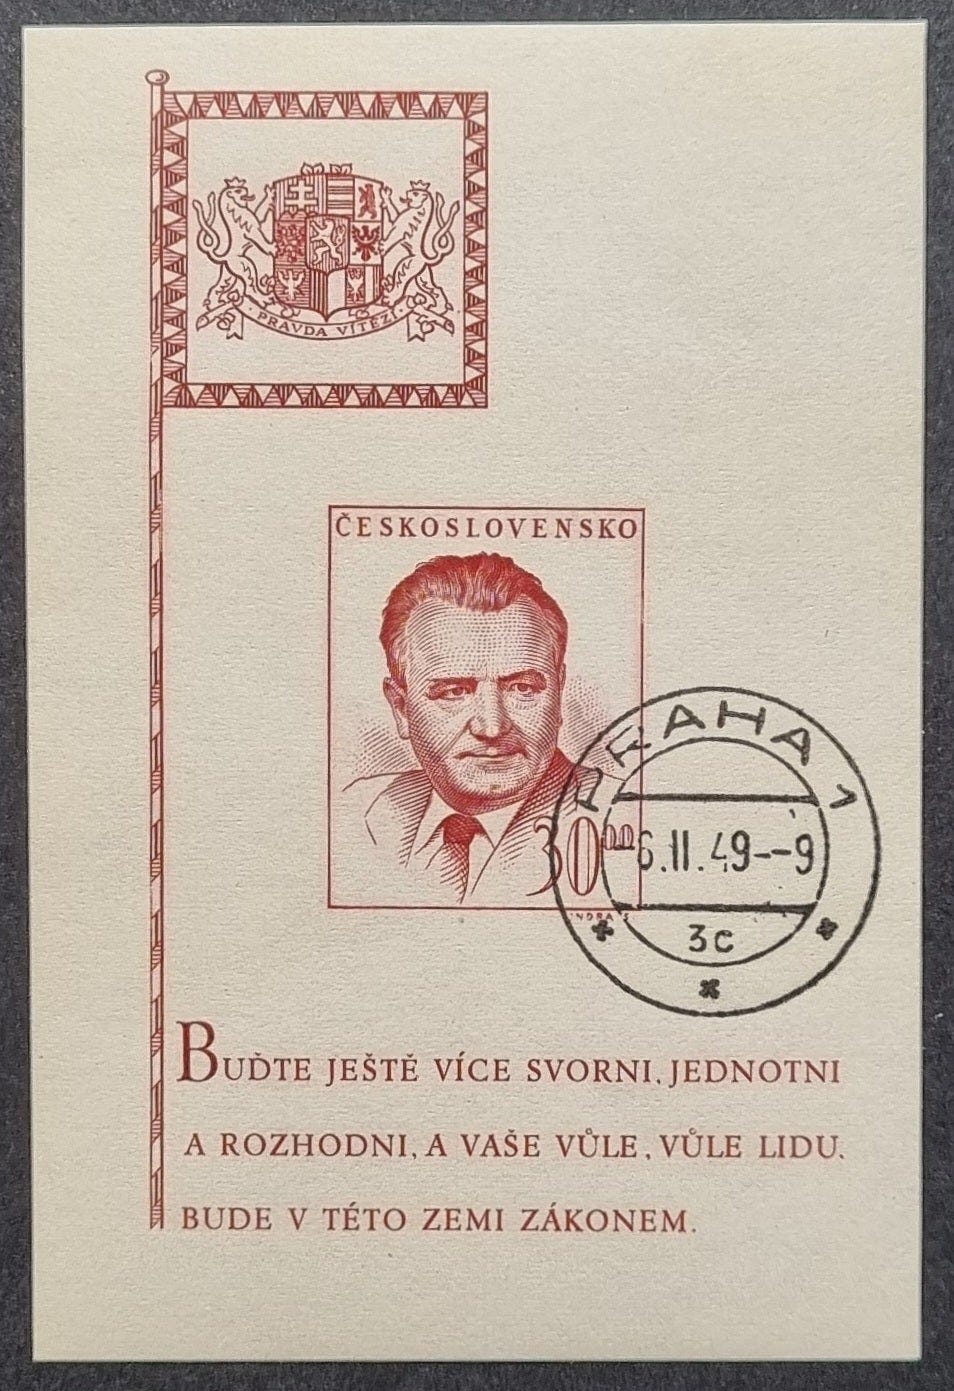 PRAVDA VÍTĚZÍ
ČESKOSLOVENSKO
30 00
PRAHA 1
6.II.49--9
3c
BUĎTE JEŠTĚ VÍCE SVORNI, JEDNOTNI
A ROZHODNI, A VAŠE VŮLE, VŮLE LIDU,
BUDE V TÉTO ZEMI ZÁKONEM.